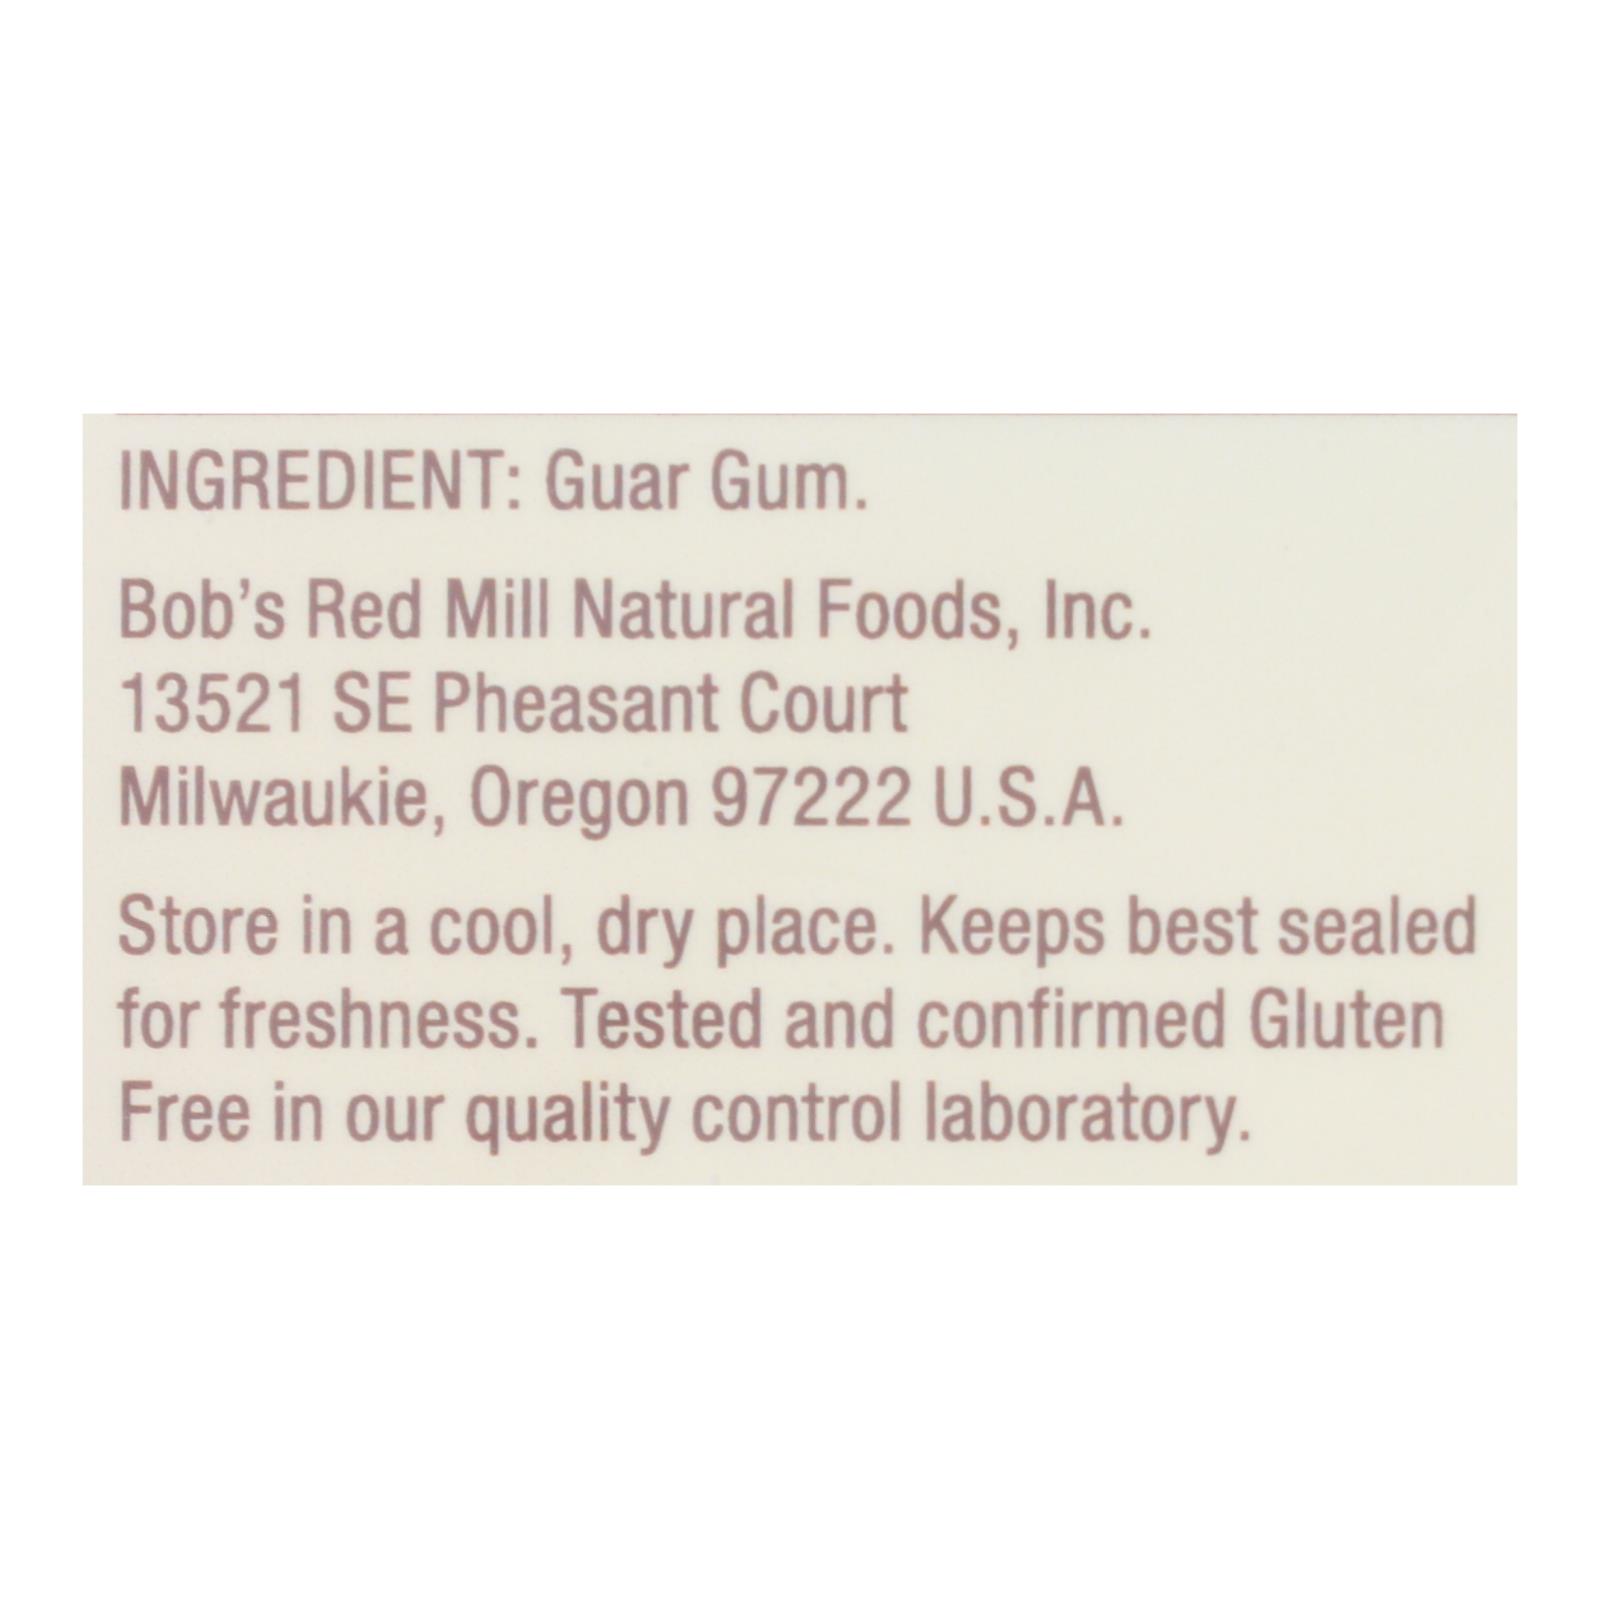 INGREDIENT: Guar Gum.
Bob's Red Mill Natural Foods, Inc.
13521 SE Pheasant Court
Milwaukie, Oregon 97222 U.S.A.
Store in a cool, dry place. Keeps best sealed
for freshness. Tested and confirmed Gluten
Free in our quality control laboratory.